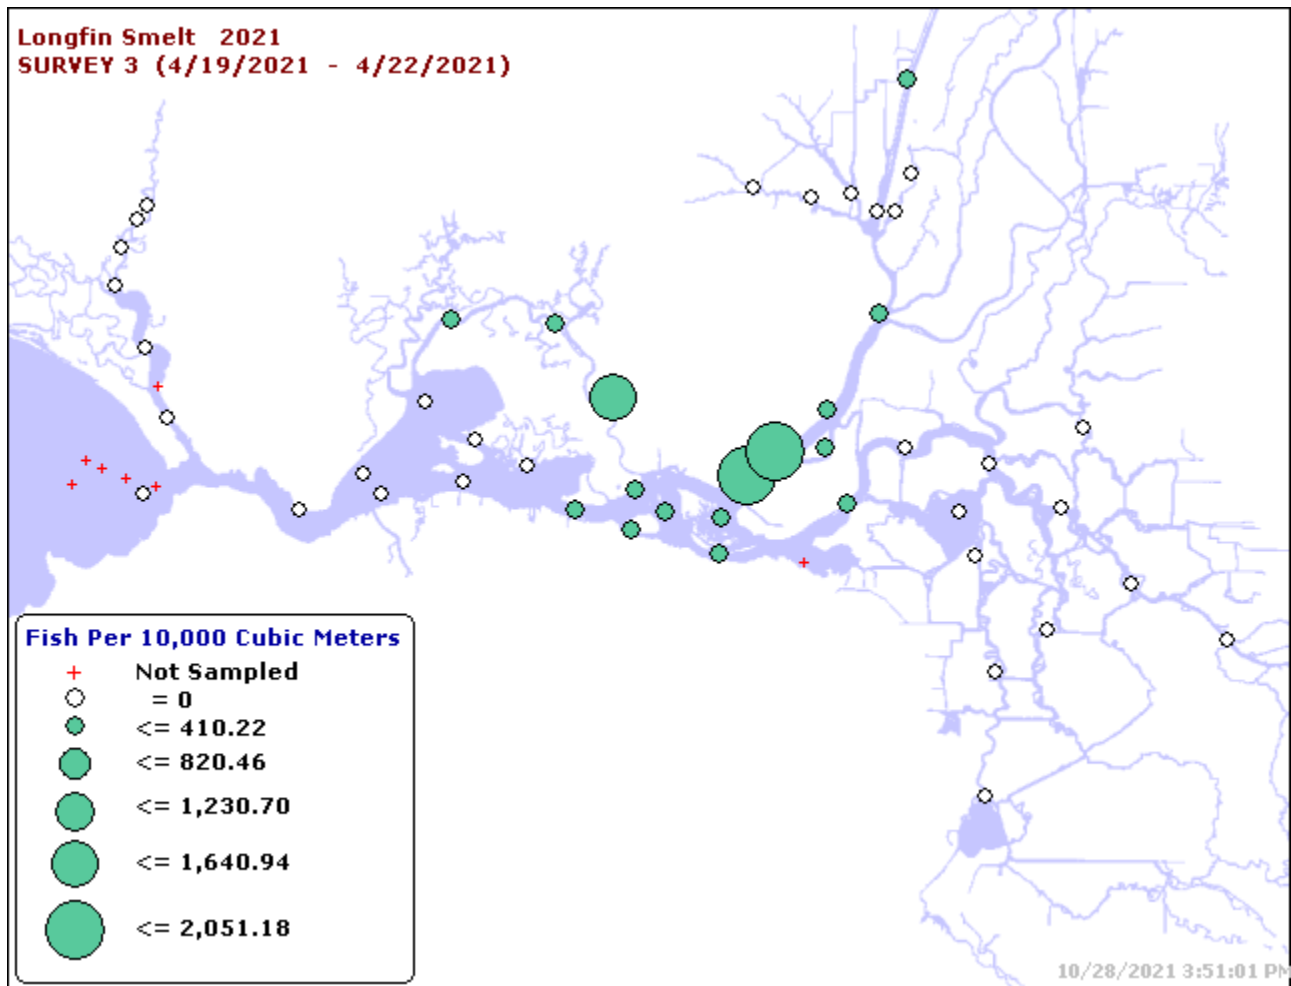 Longfin Smelt 2021
SURVEY 3 (4/19/2021 - 4/22/2021)
Fish Per 10,000 Cubic Meters
Not Sampled
= 0
<= 410.22
<= 820.46
<= 1,230.70
<= 1,640.94
<= 2,051.18
10/28/2021 3:51:01 PM